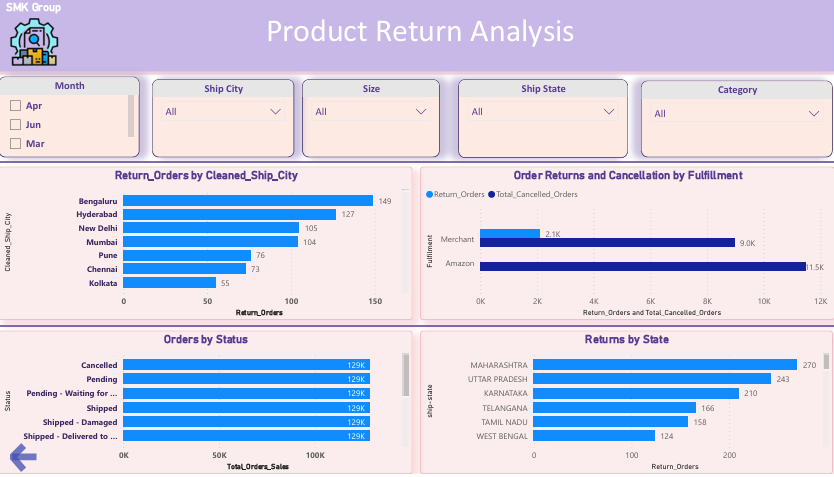 SMK Group
Product Return Analysis
Month
Apr
Jun
Mar
Ship City
All
Size
All
Ship State
All
Category
All
Return_Orders by Cleaned_Ship_City
Cleaned_Ship_City
Bengaluru 149
Hyderabad 127
New Delhi 105
Mumbai 104
Pune 76
Chennai 73
Kolkata 55
0 50 100 150
Return_Orders
Order Returns and Cancellation by Fulfillment
Return_Orders Total_Cancelled_Orders
Fulfillment
Merchant 2.1K 9.0K
Amazon 11.5K
0K 2K 4K 6K 8K 10K 12K
Return_Orders and Total_Cancelled_Orders
Orders by Status
Status
Cancelled 129K
Pending 129K
Pending - Waiting for ... 129K
Shipped 129K
Shipped - Damaged 129K
Shipped - Delivered to ... 129K
0K 50K 100K
Total_Orders_Sales
Returns by State
ship-state
MAHARASHTRA 270
UTTAR PRADESH 243
KARNATAKA 210
TELANGANA 166
TAMIL NADU 158
WEST BENGAL 124
0 100 200
Return_Orders